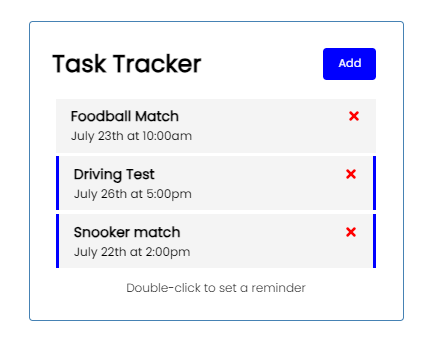 Task Tracker
Add
Foodball Match
July 23th at 10:00am
Driving Test
July 26th at 5:00pm
Snooker match
July 22th at 2:00pm
Double-click to set a reminder